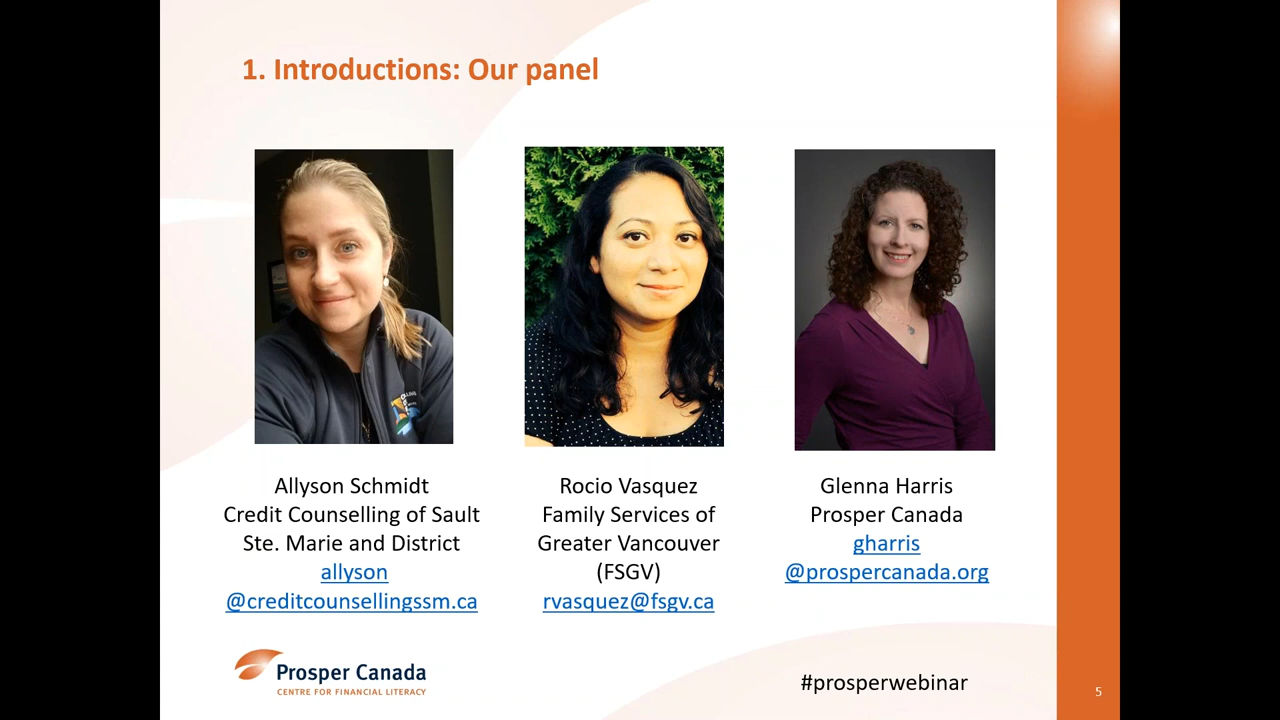 1. Introductions: Our panel
Allyson Schmidt
Credit Counselling of Sault
Ste. Marie and District
allyson
@creditcounsellingssm.ca
Rocio Vasquez
Family Services of
Greater Vancouver
(FSGV)
rvasquez@fsgv.ca
Glenna Harris
Prosper Canada
gharris
@prospercanada.org
Prosper Canada
CENTRE FOR FINANCIAL LITERACY
#prosperwebinar
5